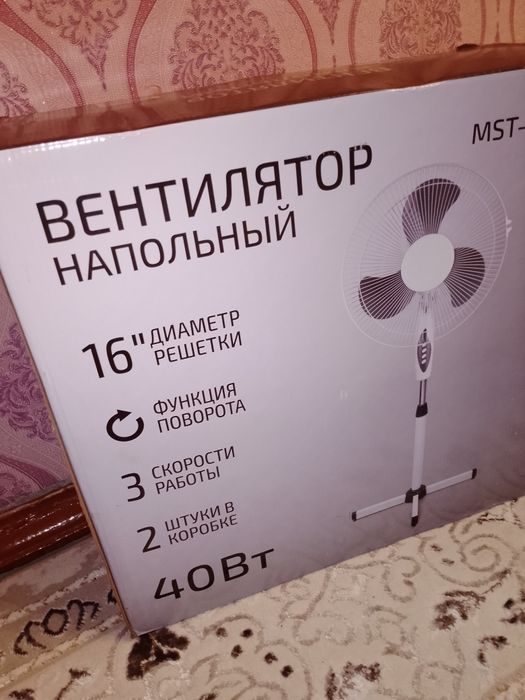 MST-
ВЕНТИЛЯТОР
НАПОЛЬНЫЙ
16" ДИАМЕТР
РЕШЕТКИ
ФУНКЦИЯ
ПОВОРОТА
3 СКОРОСТИ
РАБОТЫ
2 ШТУКИ В
КОРОБКЕ
40Вт